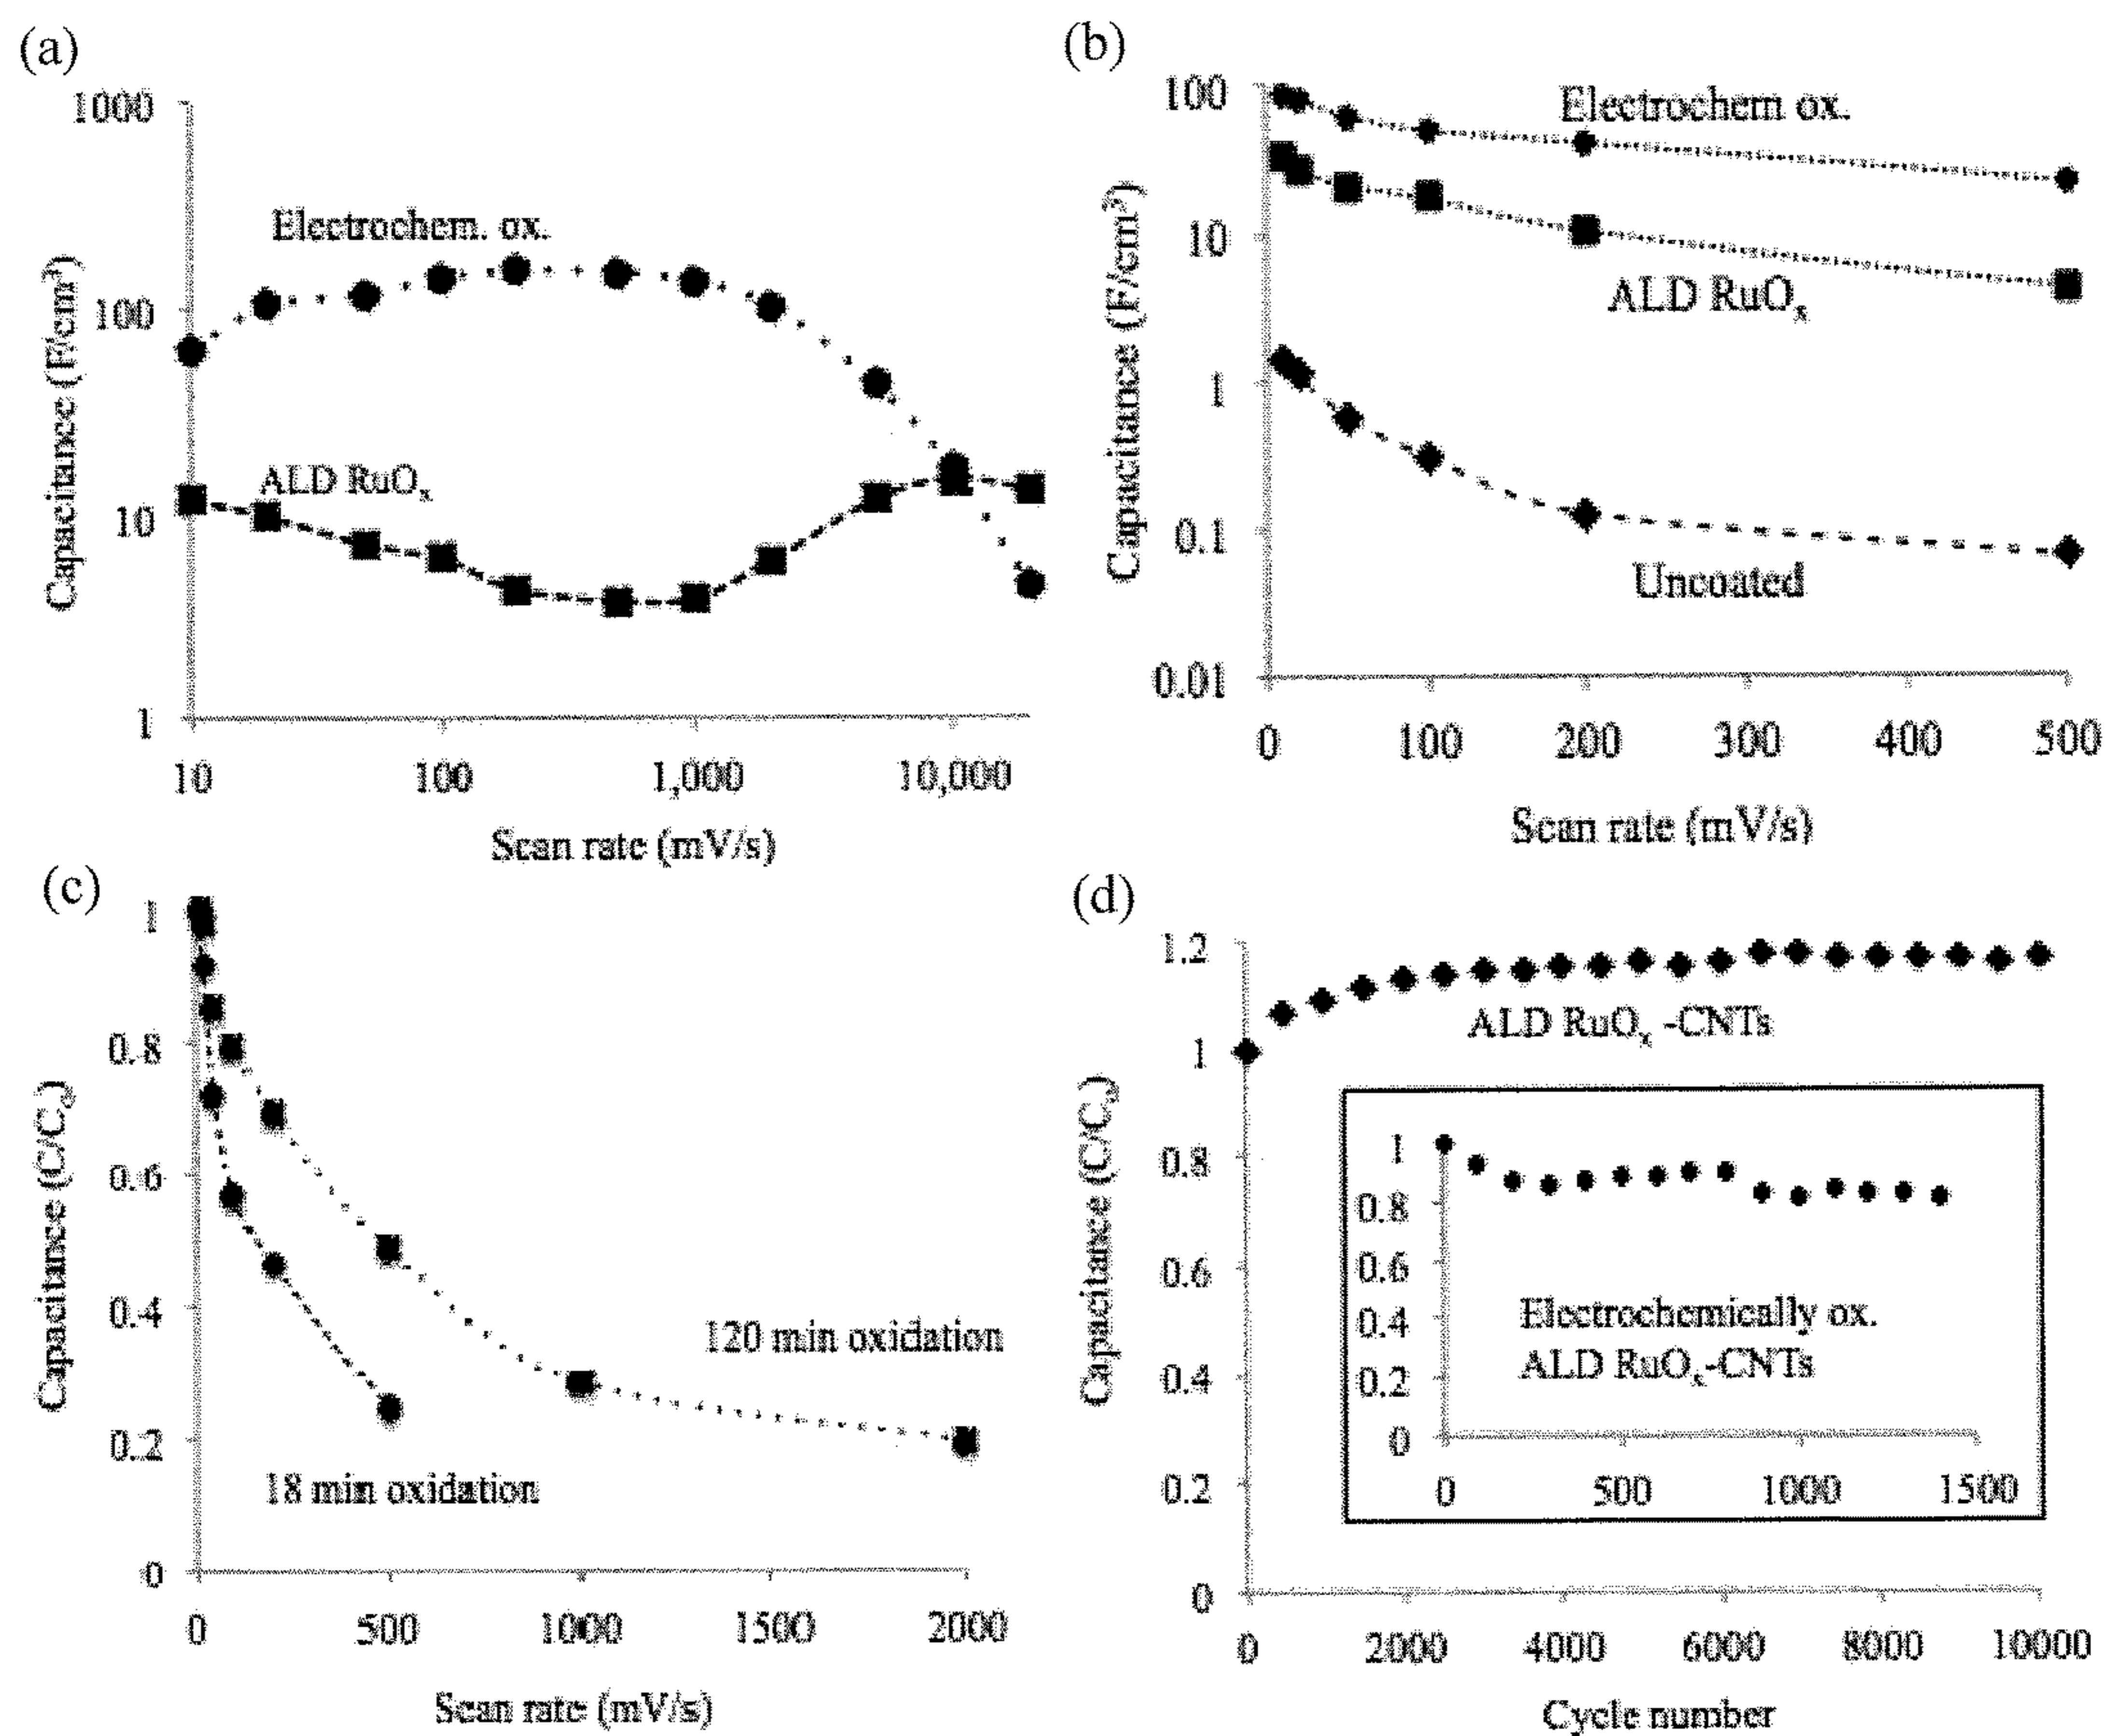 (a)
1000
100
10
1
Capacitance (F/cm³)
Electrochem. ox.
ALD RuOₓ
10 100 1,000 10,000
Scan rate (mV/s)
(b)
100
10
1
0.1
0.01
Capacitance (F/cm³)
Electrochem ox.
ALD RuOₓ
Uncoated
0 100 200 300 400 500
Scan rate (mV/s)
(c)
1
0.8
0.6
0.4
0.2
0
Capacitance (C/C₀)
120 min oxidation
18 min oxidation
0 500 1000 1500 2000
Scan rate (mV/s)
(d)
1.2
1
0.8
0.6
0.4
0.2
0
Capacitance (C/C₀)
ALD RuOₓ -CNTs
1
0.8
0.6
0.4
0.2
0
Electrochemically ox.
ALD RuOₓ-CNTs
0 500 1000 1500
0 2000 4000 6000 8000 10000
Cycle number